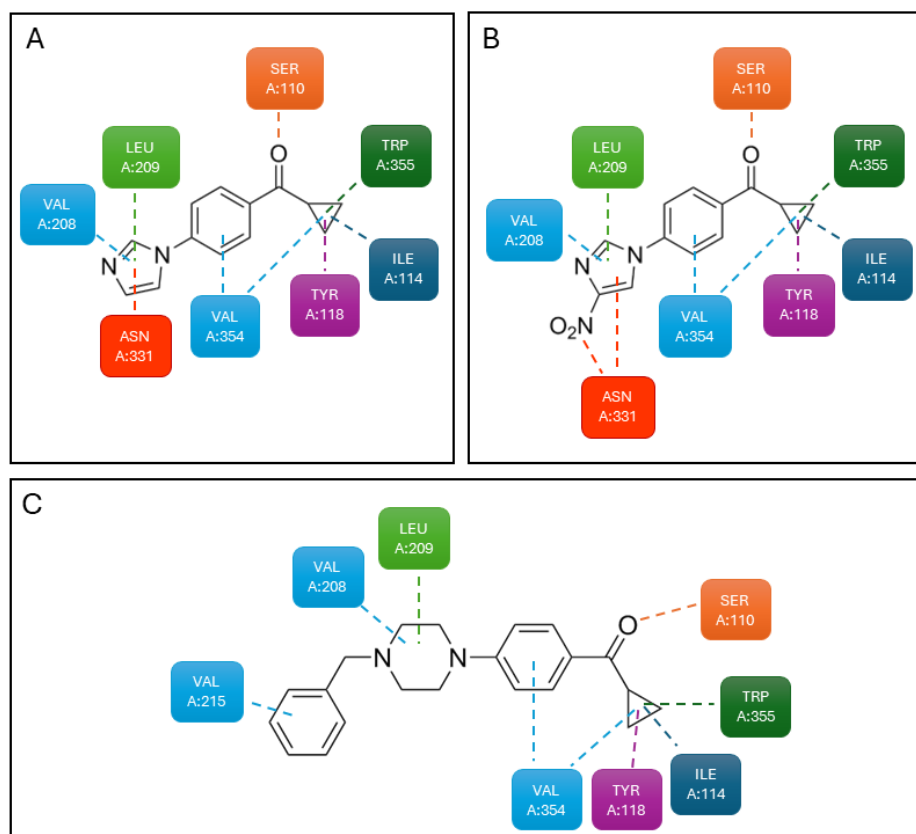 A
SER
A:110
LEU
A:209
TRP
A:355
VAL
A:208
O
N
N
ILE
A:114
ASN
A:331
VAL
A:354
TYR
A:118
B
SER
A:110
LEU
A:209
TRP
A:355
VAL
A:208
O
N
N
ILE
A:114
O₂N
VAL
A:354
TYR
A:118
ASN
A:331
C
LEU
A:209
VAL
A:208
SER
A:110
O
N
N
VAL
A:215
TRP
A:355
VAL
A:354
TYR
A:118
ILE
A:114